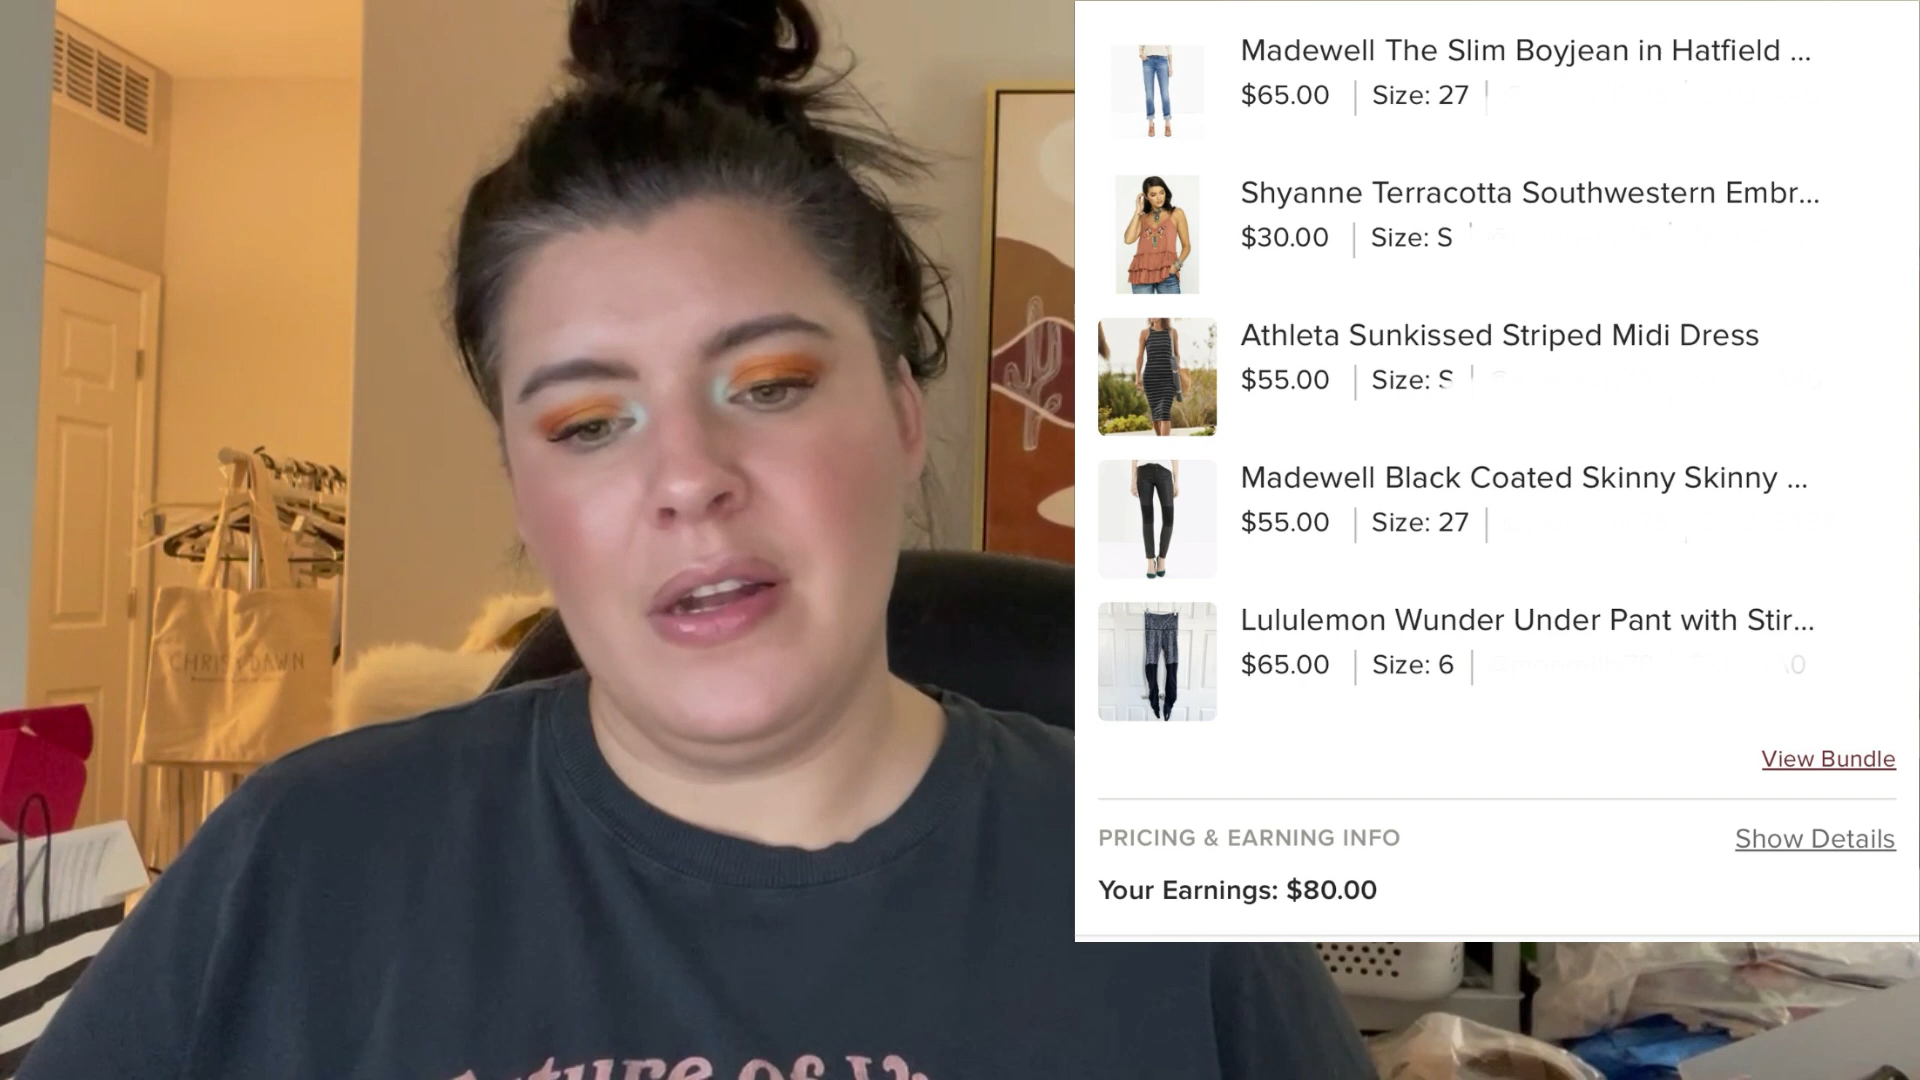 Madewell The Slim Boyjean in Hatfield ...
$65.00 | Size: 27 |
Shyanne Terracotta Southwestern Embr...
$30.00 | Size: S
Athleta Sunkissed Striped Midi Dress
$55.00 | Size: S |
Madewell Black Coated Skinny Skinny ...
$55.00 | Size: 27 |
Lululemon Wunder Under Pant with Stir...
$65.00 | Size: 6 |
View Bundle
PRICING & EARNING INFO
Show Details
Your Earnings: $80.00
DAWN
of